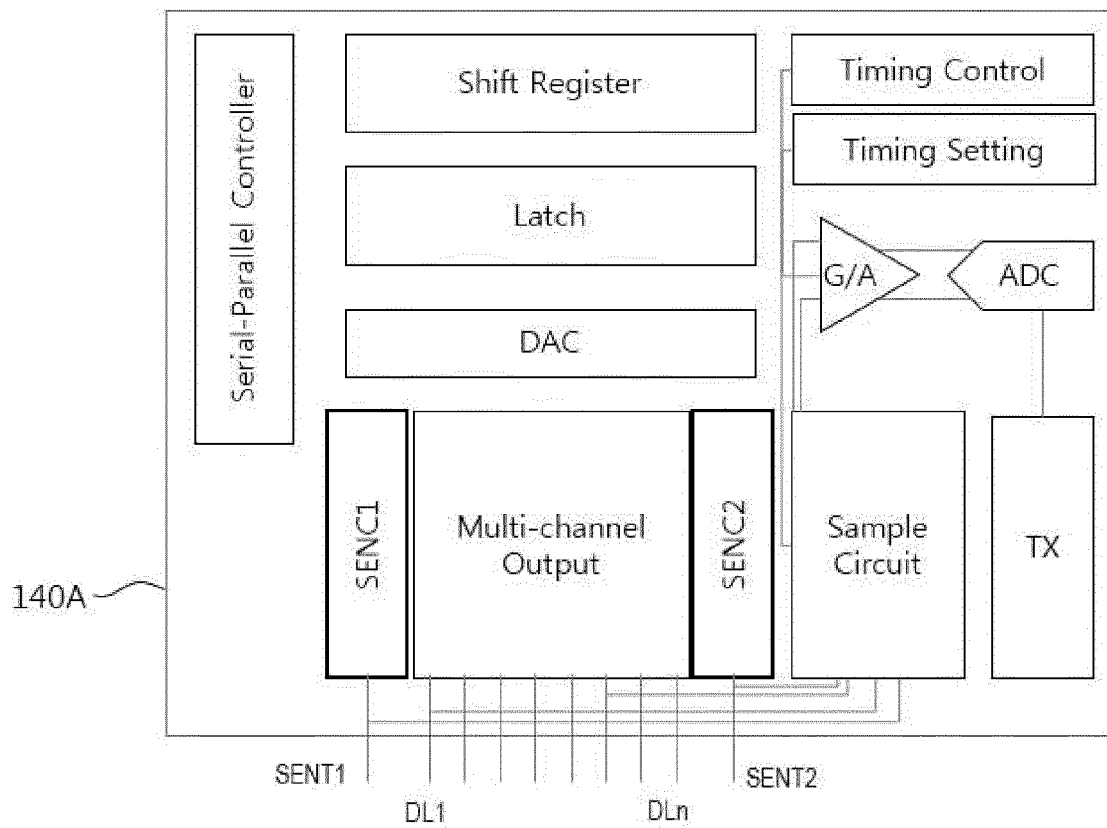 Serial-Parallel Controller
Shift Register
Timing Control
Timing Setting
Latch
G/A
ADC
DAC
SENC1
Multi-channel
Output
SENC2
Sample
Circuit
TX
140A
SENT1
SENT2
DL1
DLn